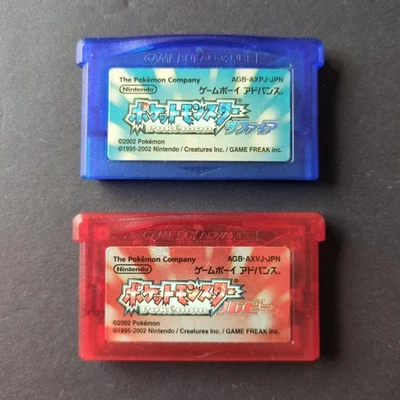 GAME BOY ADVANCE
The Pokémon Company AGB-AXPJ-JPN
Nintendo ゲームボーイ アドバンス
ポケットモンスター
Pokémon サファイア
©2002 Pokémon
©1995-2002 Nintendo / Creatures Inc. / GAME FREAK inc.
GAME BOY ADVANCE
The Pokémon Company AGB-AXVJ-JPN
Nintendo ゲームボーイ アドバンス
ポケットモンスター
Pokémon ルビー
©2002 Pokémon
©1995-2002 Nintendo / Creatures Inc. / GAME FREAK inc.